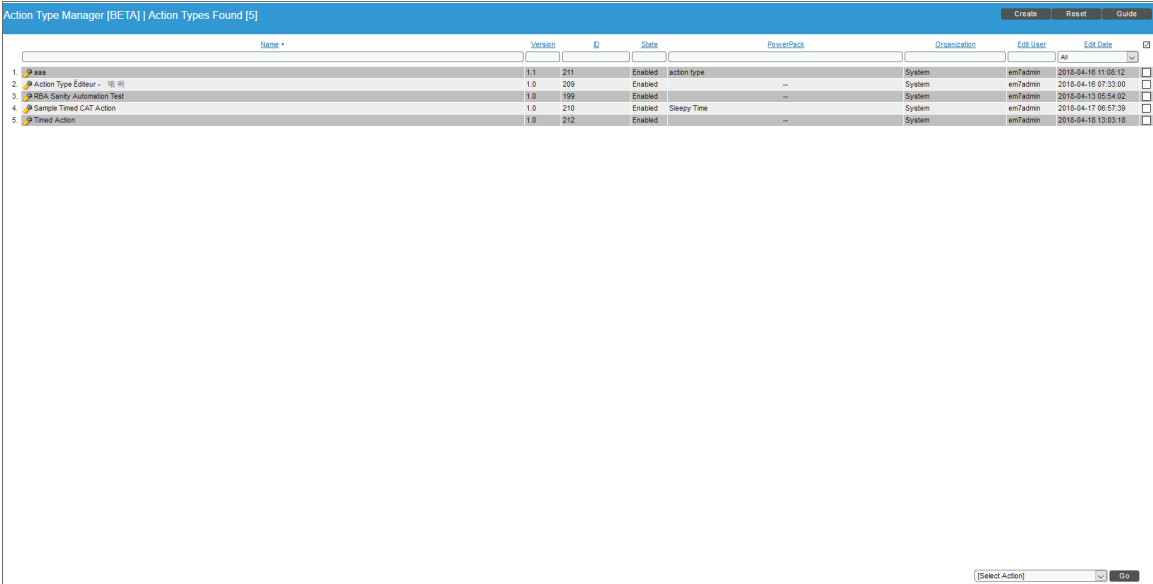 Action Type Manager [BETA] | Action Types Found [5] Create Reset Guide
Name • Version ID State PowerPack Organization Edit User Edit Date
All
1. aaa 1.1 211 Enabled action type System em7admin 2018-04-16 11:08:12
2. Action Type Éditeur - 1.0 209 Enabled -- System em7admin 2018-04-16 07:33:00
3. RBA Sanity Automation Test 1.0 199 Enabled -- System em7admin 2018-04-13 05:54:02
4. Sample Timed CAT Action 1.0 210 Enabled Sleepy Time System em7admin 2018-04-17 06:57:39
5. Timed Action 1.0 212 Enabled -- System em7admin 2018-04-18 13:03:18
[Select Action] Go